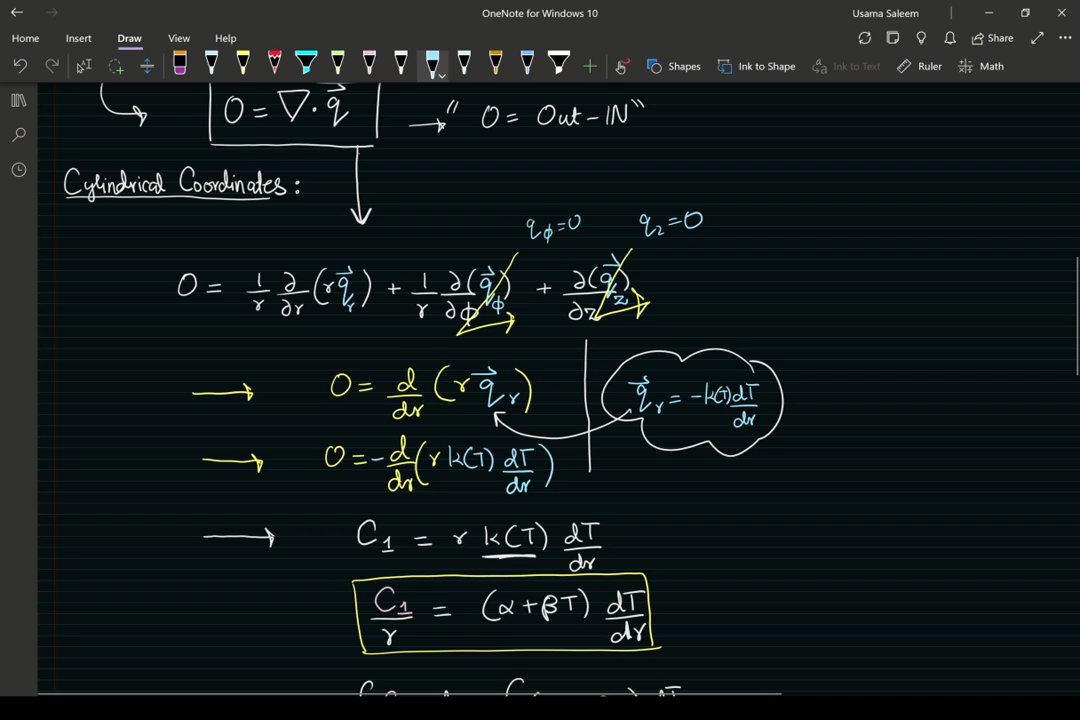 OneNote for Windows 10
Usama Saleem
Home Insert Draw View Help
Share
Shapes Ink to Shape Ink to Text Ruler Math
0 = ∇ · q⃗ → "0 = Out – IN"
Cylindrical Coordinates:
qϕ = 0 q_z = 0
0 = 1/r ∂/∂r (r q⃗_r) + 1/r ∂(q⃗_ϕ)/∂ϕ + ∂(q⃗_z)/∂z
→ 0 = d/dr (r q⃗_r)
q⃗_r = -k(T) dT/dr
→ 0 = - d/dr (r k(T) dT/dr)
→ C₁ = r k(T) dT/dr
C₁/r = (α + βT) dT/dr